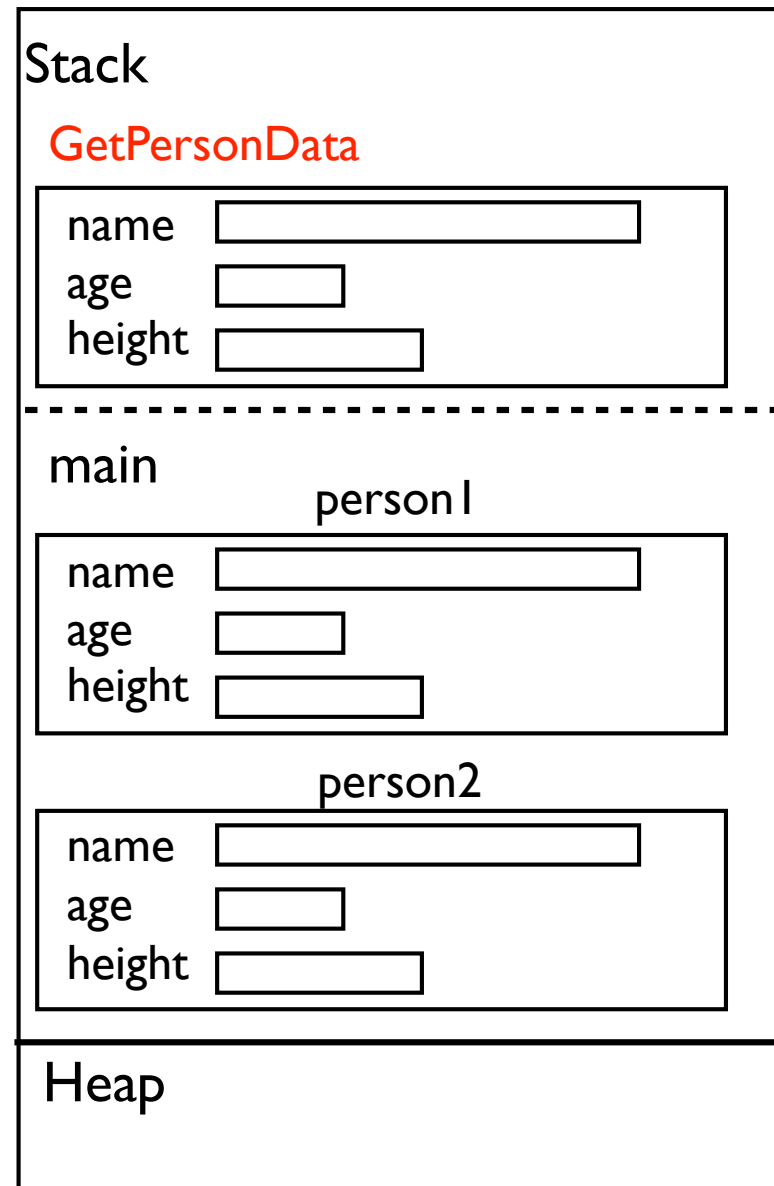 Stack
GetPersonData
name
age
height
main
person1
name
age
height
person2
name
age
height
Heap